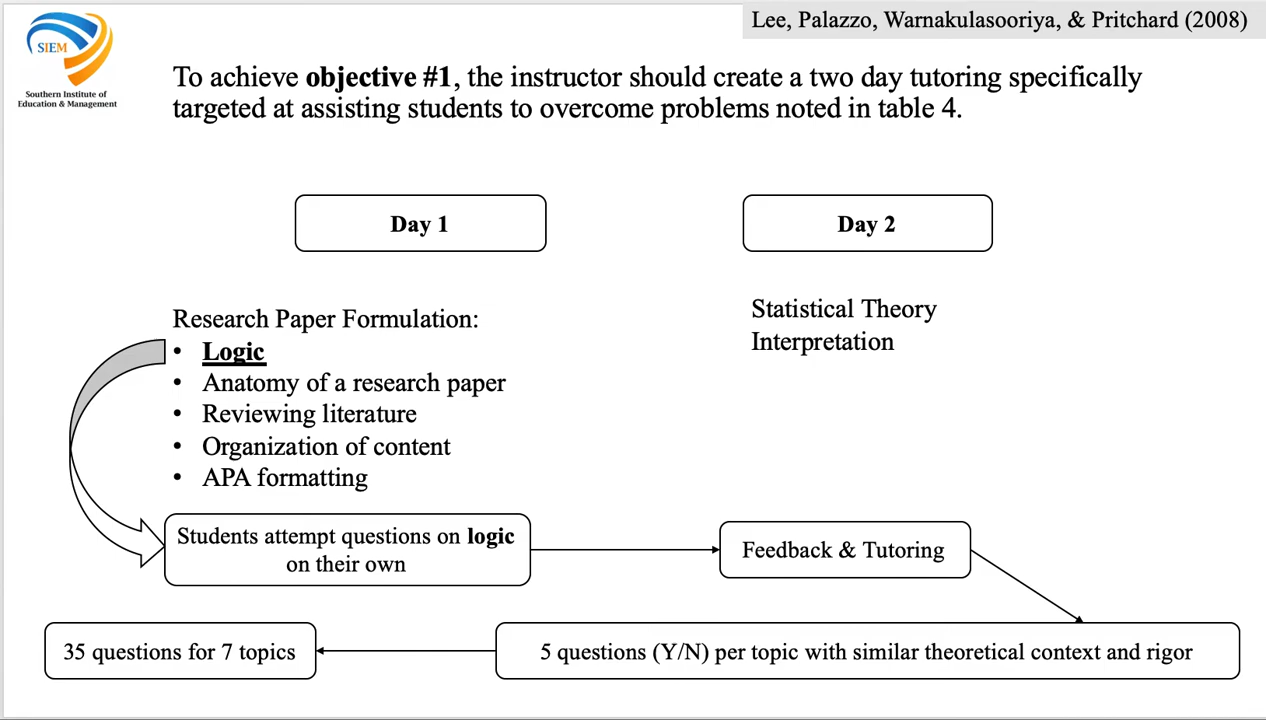 Lee, Palazzo, Warnakulasooriya, & Pritchard (2008)
SIEM
Southern Institute of
Education & Management
To achieve objective #1, the instructor should create a two day tutoring specifically
targeted at assisting students to overcome problems noted in table 4.
Day 1
Day 2
Research Paper Formulation:
• Logic
• Anatomy of a research paper
• Reviewing literature
• Organization of content
• APA formatting
Statistical Theory
Interpretation
Students attempt questions on logic
on their own
Feedback & Tutoring
35 questions for 7 topics
5 questions (Y/N) per topic with similar theoretical context and rigor